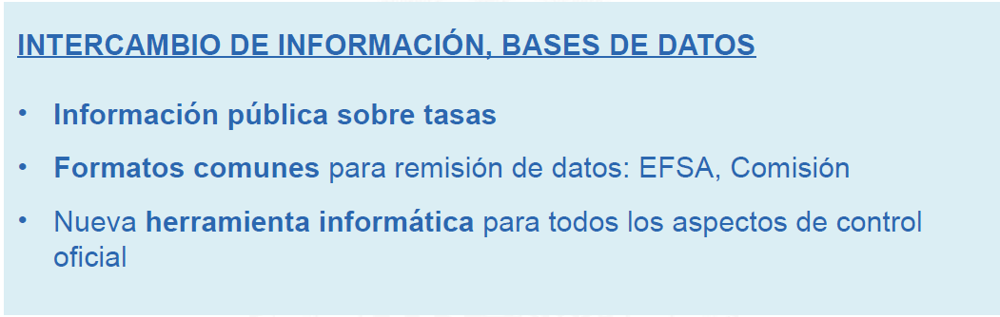 INTERCAMBIO DE INFORMACIÓN, BASES DE DATOS
• Información pública sobre tasas
• Formatos comunes para remisión de datos: EFSA, Comisión
• Nueva herramienta informática para todos los aspectos de control
oficial